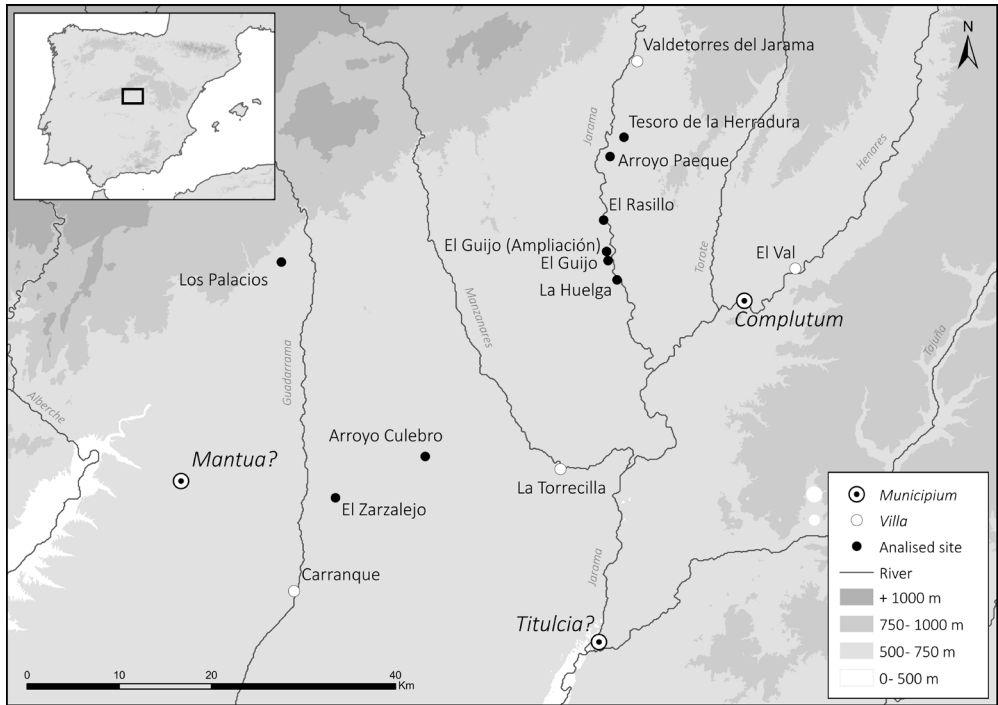 N
Valdetorres del Jarama
Jarama
Tesoro de la Herradura
Arroyo Paeque
Henares
El Rasillo
El Guijo (Ampliación)
El Guijo
Torote
El Val
Los Palacios
La Huelga
Complutum
Manzanares
Guadarrama
Tajuña
Alberche
Arroyo Culebro
Mantua?
La Torrecilla
El Zarzalejo
Carranque
Jarama
Titulcia?
Municipium
Villa
Analised site
River
+ 1000 m
750- 1000 m
500- 750 m
0- 500 m
0 10 20 40
Km